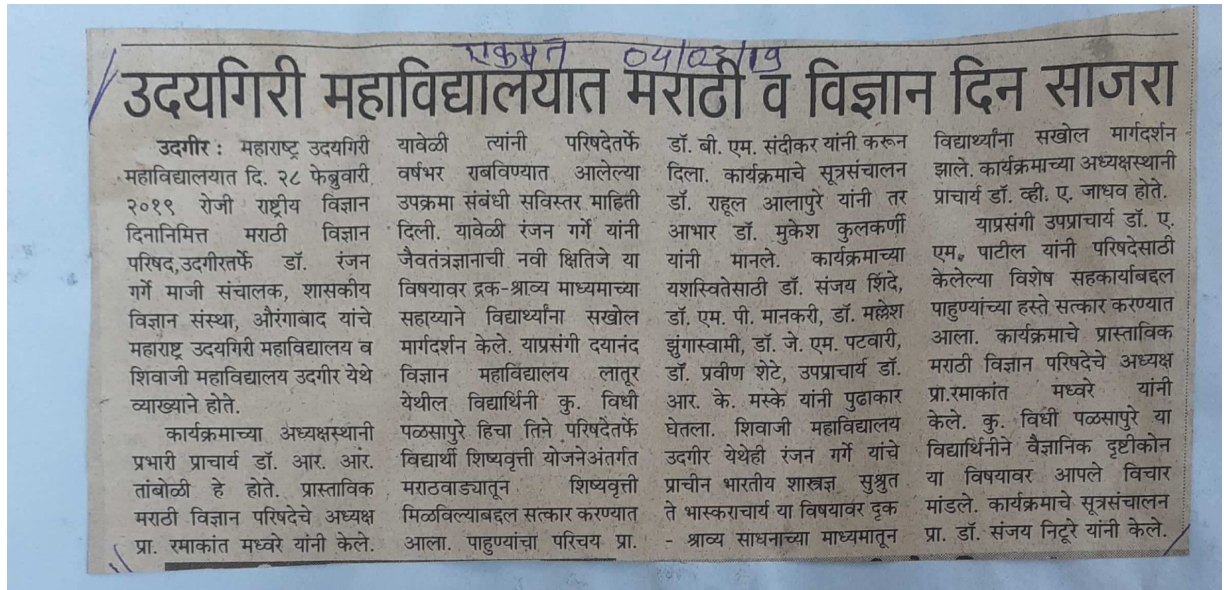 एकमत 04/03/19
उदयगिरी महाविद्यालयात मराठी व विज्ञान दिन साजरा
उदगीर : महाराष्ट्र उदयगिरी
महाविद्यालयात दि. २८ फेब्रुवारी
२०१९ रोजी राष्ट्रीय विज्ञान
दिनानिमित्त मराठी विज्ञान
परिषद,उदगीरतर्फे डॉ. रंजन
गर्गे माजी संचालक, शासकीय
विज्ञान संस्था, औरंगाबाद यांचे
महाराष्ट्र उदयगिरी महाविद्यालय व
शिवाजी महाविद्यालय उदगीर येथे
व्याख्याने होते.
कार्यक्रमाच्या अध्यक्षस्थानी
प्रभारी प्राचार्य डॉ. आर. आर.
तांबोळी हे होते. प्रास्ताविक
मराठी विज्ञान परिषदेचे अध्यक्ष
प्रा. रमाकांत मध्वरे यांनी केले.
यावेळी त्यांनी परिषदेतर्फे
वर्षभर राबविण्यात आलेल्या
उपक्रमा संबंधी सविस्तर माहिती
दिली. यावेळी रंजन गर्गे यांनी
जैवतंत्रज्ञानाची नवी क्षितिजे या
विषयावर द्रक-श्राव्य माध्यमाच्या
सहाय्याने विद्यार्थ्यांना सखोल
मार्गदर्शन केले. याप्रसंगी दयानंद
विज्ञान महाविद्यालय लातूर
येथील विद्यार्थिनी कु. विधी
पळसापुरे हिचा तिने परिषदेतर्फे
विद्यार्थी शिष्यवृत्ती योजनेअंतर्गत
मराठवाड्यातून शिष्यवृत्ती
मिळविल्याबद्दल सत्कार करण्यात
आला. पाहुण्यांचा परिचय प्रा.
डॉ. बी. एम. संदीकर यांनी करून
दिला. कार्यक्रमाचे सूत्रसंचालन
डॉ. राहूल आलापुरे यांनी तर
आभार डॉ. मुकेश कुलकर्णी
यांनी मानले. कार्यक्रमाच्या
यशस्वितेसाठी डॉ. संजय शिंदे,
डॉ. एम. पी. मानकरी, डॉ. मल्लेश
झुंगास्वामी, डॉ. जे. एम. पटवारी,
डॉ. प्रवीण शेटे, उपप्राचार्य डॉ.
आर. के. मस्के यांनी पुढाकार
घेतला. शिवाजी महाविद्यालय
उदगीर येथेही रंजन गर्गे यांचे
प्राचीन भारतीय शास्त्रज्ञ सुश्रुत
ते भास्कराचार्य या विषयावर दृक
- श्राव्य साधनाच्या माध्यमातून
विद्यार्थ्यांना सखोल मार्गदर्शन
झाले. कार्यक्रमाच्या अध्यक्षस्थानी
प्राचार्य डॉ. व्ही. ए. जाधव होते.
याप्रसंगी उपप्राचार्य डॉ. ए.
एम. पाटील यांनी परिषदेसाठी
केलेल्या विशेष सहकार्याबद्दल
पाहुण्यांच्या हस्ते सत्कार करण्यात
आला. कार्यक्रमाचे प्रास्ताविक
मराठी विज्ञान परिषदेचे अध्यक्ष
प्रा.रमाकांत मध्वरे यांनी
केले. कु. विधी पळसापुरे या
विद्यार्थिनीने वैज्ञानिक दृष्टीकोन
या विषयावर आपले विचार
मांडले. कार्यक्रमाचे सूत्रसंचालन
प्रा. डॉ. संजय निटूरे यांनी केले.